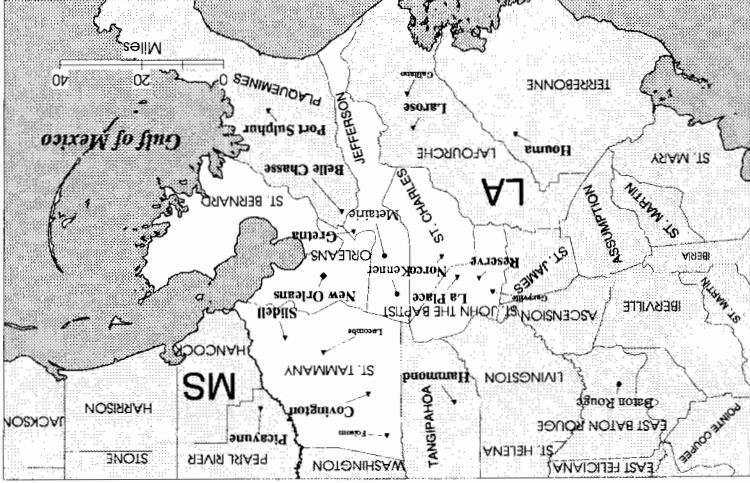 EAST FELICIANA
WASHINGTON
PEARL RIVER
STONE
POINTE COUPEE
EAST BATON ROUGE
ST. HELENA
TANGIPAHOA
Folsom
Picayune
Baton Rouge
Covington
HARRISON
JACKSON
LIVINGSTON
Hammond
ST. TAMMANY
MS
Lacombe
HANCOCK
Slidell
ST. MARTIN
IBERVILLE
ASCENSION
ST. JOHN THE BAPTIST
Garyville
La Place
New Orleans
ST. JAMES
Reserve
Norco
Kenner
IBERIA
ORLEANS
Gretna
ST. MARTIN
ASSUMPTION
ST. CHARLES
Metairie
ST. BERNARD
LA
Belle Chasse
ST. MARY
Houma
LAFOURCHE
JEFFERSON
Port Sulphur
Gulf of Mexico
Larose
TERREBONNE
Galliano
PLAQUEMINES
0 20 40
Miles